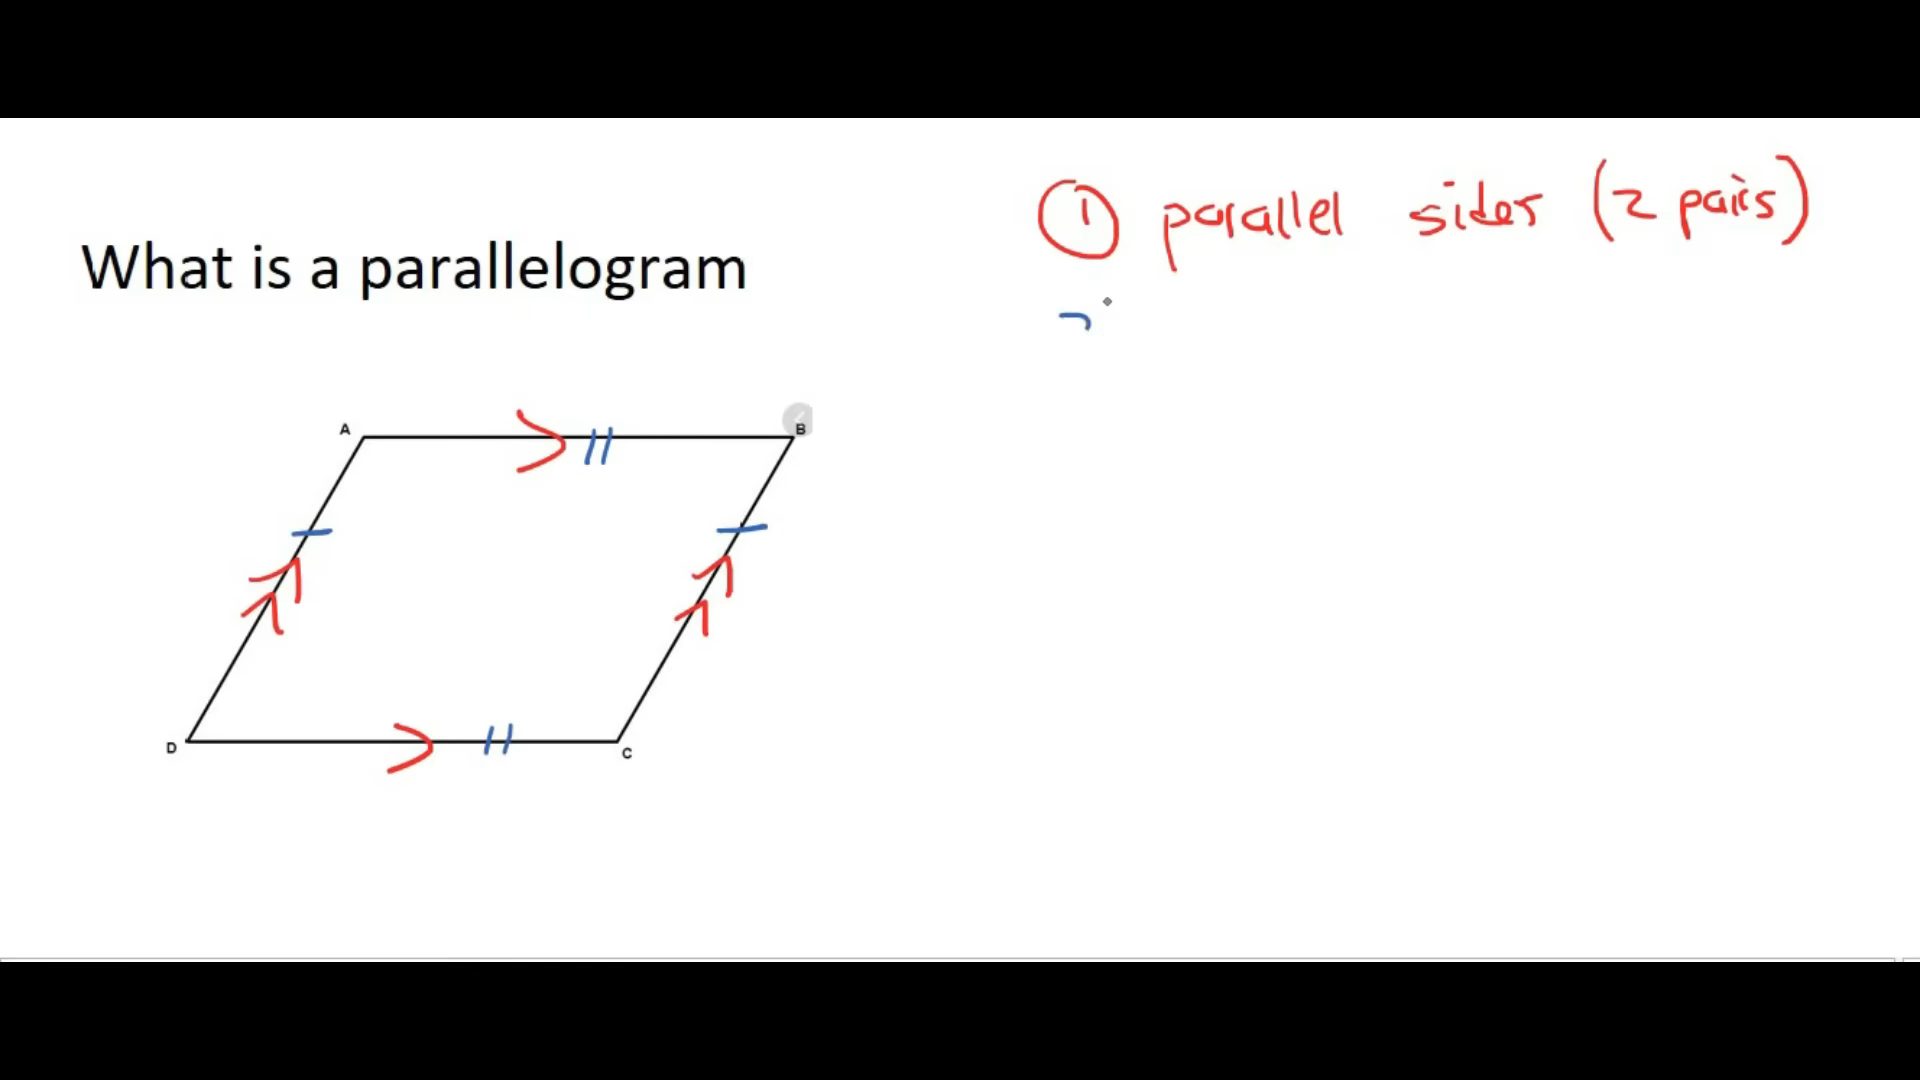 ① parallel sides (2 pairs)
What is a parallelogram
A
B
D
C